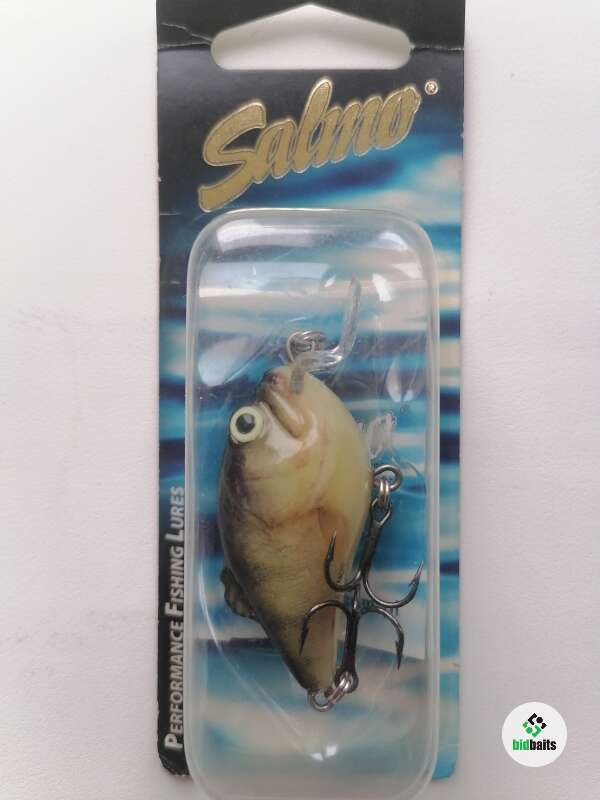 Salmo®
PERFORMANCE FISHING LURES
bidbaits